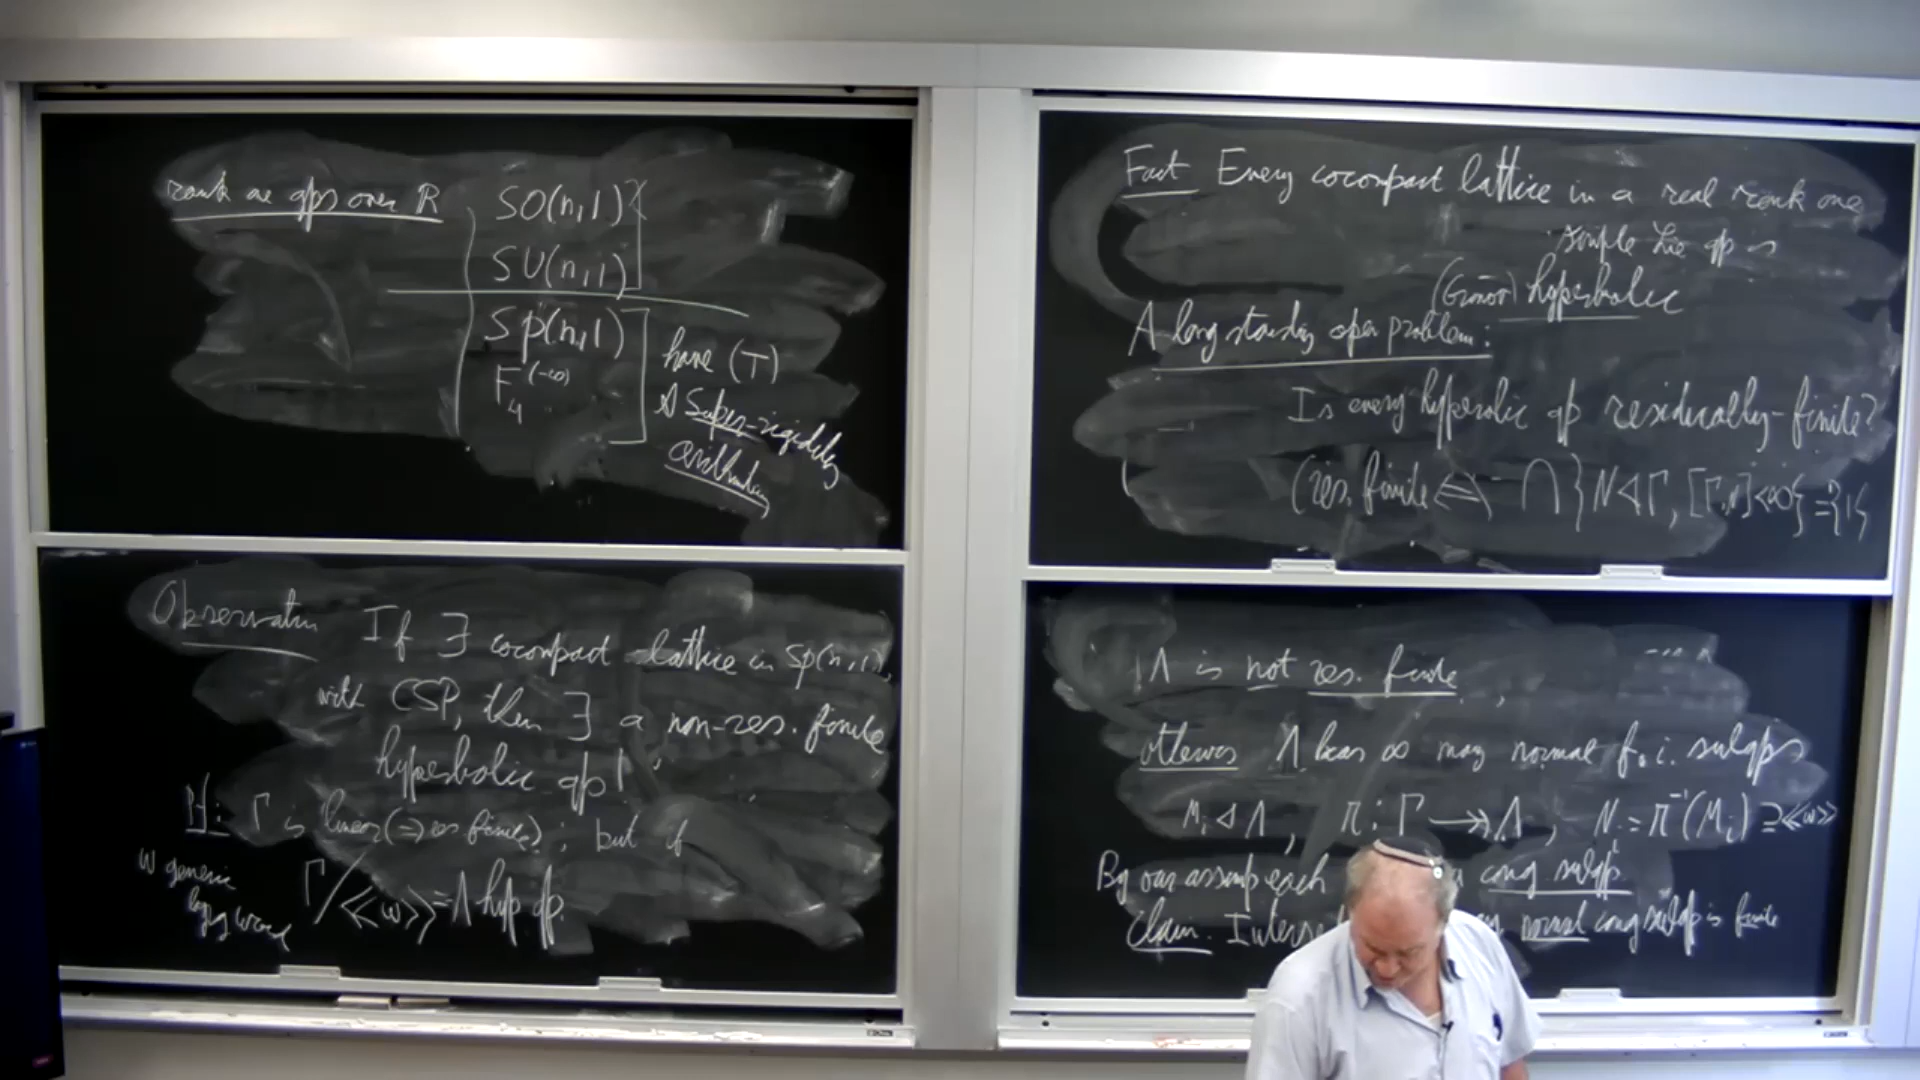 rank one gps over R
SO(n,1)
SU(n,1)
Sp(n,1)
F₄^(-20)
have (T)
& Super-rigidity
arithmeticity
Observation If ∃ cocompact lattice in Sp(n,1),
with CSP, then ∃ a non-res. finite
hyperbolic gp!
Pf: Γ is linear (⇒ res finite); but if
w generic
long word
Γ/<<w>> = Λ hyp gp.
Fact Every cocompact lattice in a real rank one
simple Lie gp is
(Gromov) hyperbolic
A long standing open problem:
Is every hyperbolic gp residually-finite?
(res. finite ⇔ ∩ {N ◁ Γ, [Γ:N]<∞} = {1}
Λ is not res. finite
otherwise Λ has ∞ many normal f.i. subgps
Mᵢ ◁ Λ, π: Γ ↠ Λ, Nᵢ = π⁻¹(Mᵢ) ⊇ <<w>>
By our assump each a cong subgp
Claim. normal cong subgp is finite